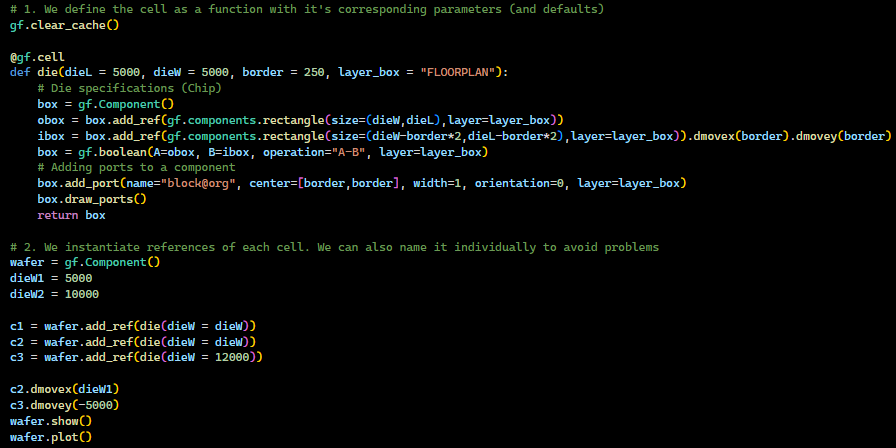 # 1. We define the cell as a function with it's corresponding parameters (and defaults)
gf.clear_cache()
@gf.cell
def die(dieL = 5000, dieW = 5000, border = 250, layer_box = "FLOORPLAN"):
# Die specifications (Chip)
box = gf.Component()
obox = box.add_ref(gf.components.rectangle(size=(dieW,dieL),layer=layer_box))
ibox = box.add_ref(gf.components.rectangle(size=(dieW-border*2,dieL-border*2),layer=layer_box)).dmovex(border).dmovey(border)
box = gf.boolean(A=obox, B=ibox, operation="A-B", layer=layer_box)
# Adding ports to a component
box.add_port(name="block@org", center=[border,border], width=1, orientation=0, layer=layer_box)
box.draw_ports()
return box
# 2. We instantiate references of each cell. We can also name it individually to avoid problems
wafer = gf.Component()
dieW1 = 5000
dieW2 = 10000
c1 = wafer.add_ref(die(dieW = dieW))
c2 = wafer.add_ref(die(dieW = dieW))
c3 = wafer.add_ref(die(dieW = 12000))
c2.dmovex(dieW1)
c3.dmovey(-5000)
wafer.show()
wafer.plot()